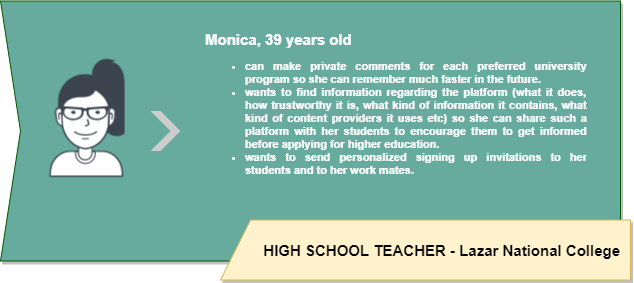 Monica, 39 years old
• can make private comments for each preferred university
program so she can remember much faster in the future.
• wants to find information regarding the platform (what it does,
how trustworthy it is, what kind of information it contains, what
kind of content providers it uses etc) so she can share such a
platform with her students to encourage them to get informed
before applying for higher education.
• wants to send personalized signing up invitations to her
students and to her work mates.
HIGH SCHOOL TEACHER - Lazar National College